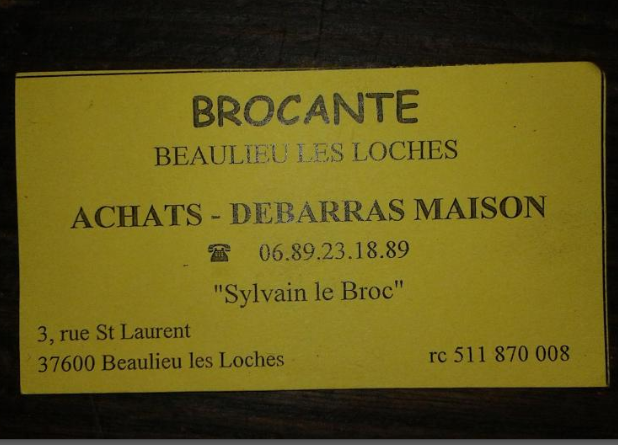 BROCANTE
BEAULIEU LES LOCHES
ACHATS - DEBARRAS MAISON
☎ 06.89.23.18.89
"Sylvain le Broc"
3, rue St Laurent
37600 Beaulieu les Loches
rc 511 870 008